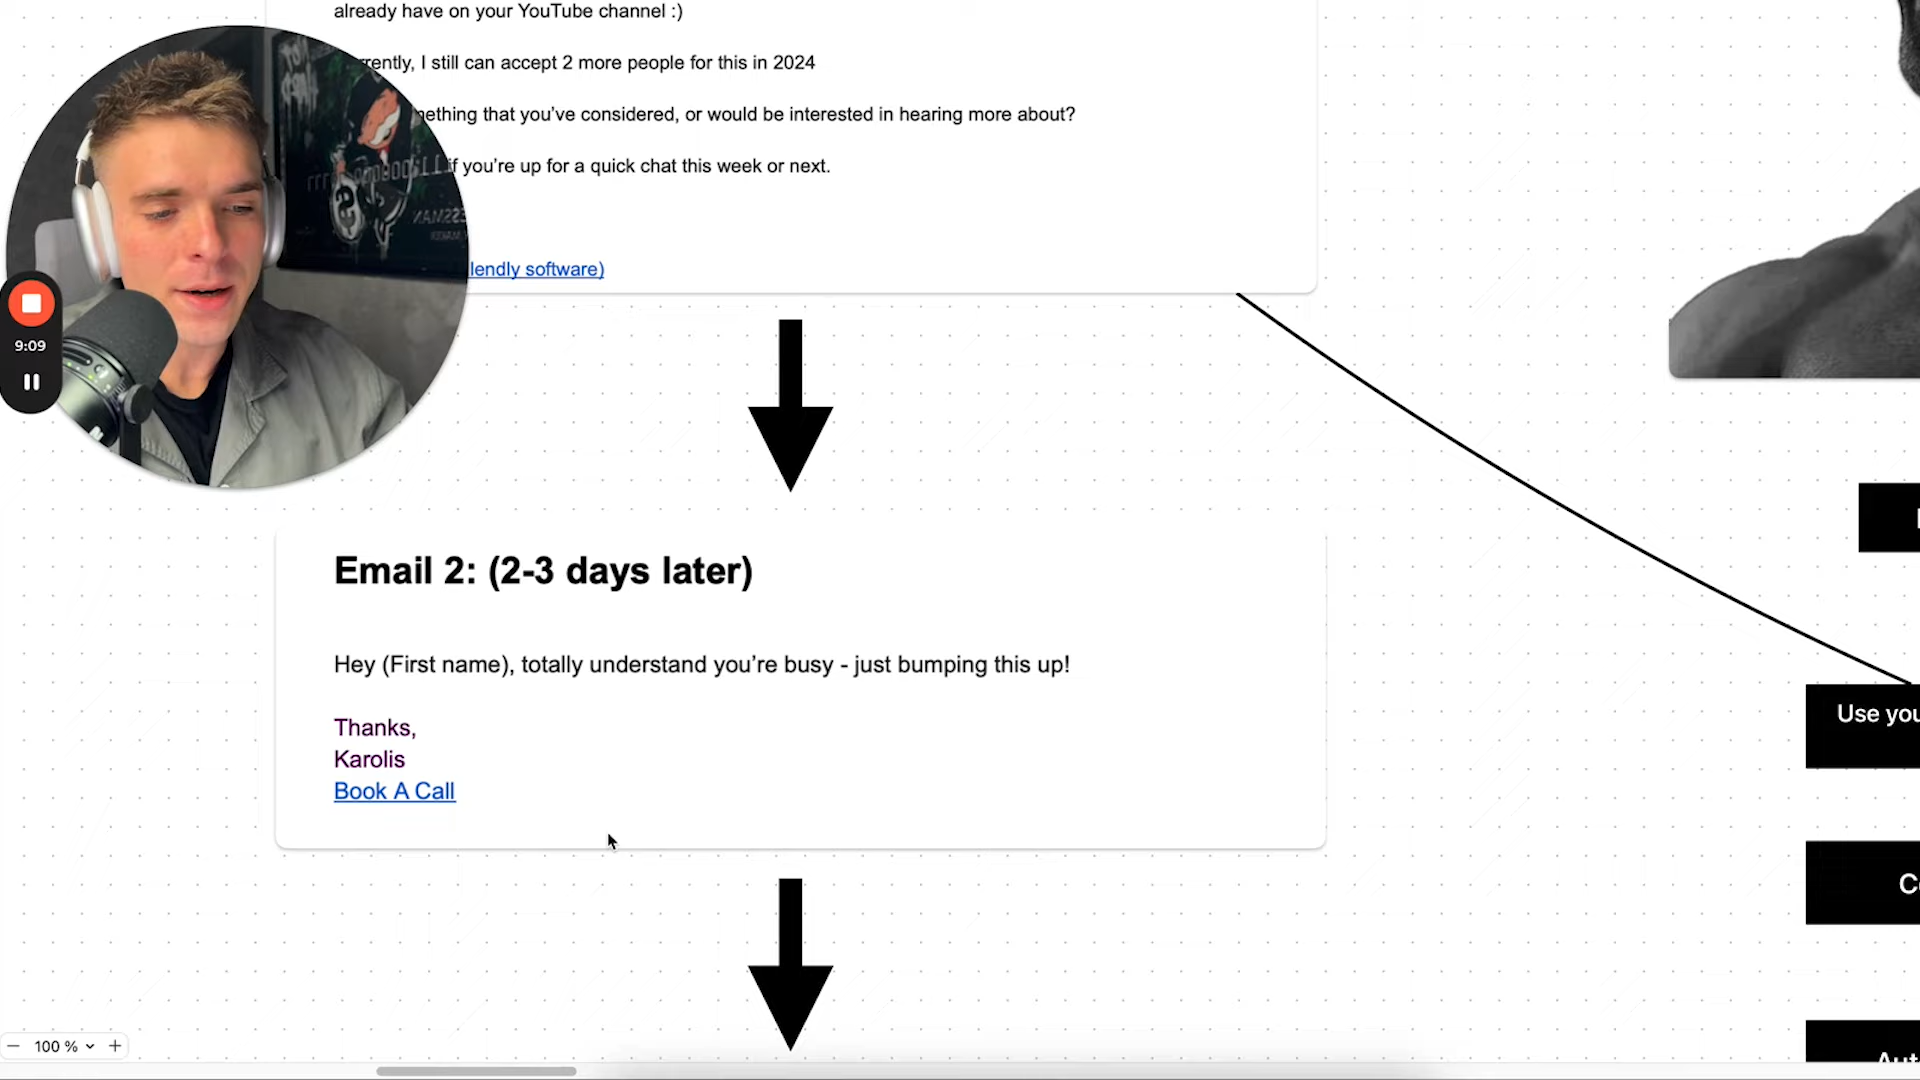 already have on your YouTube channel :)
rently, I still can accept 2 more people for this in 2024
nething that you've considered, or would be interested in hearing more about?
if you're up for a quick chat this week or next.
lendly software)
9:09
Email 2: (2-3 days later)
Hey (First name), totally understand you're busy - just bumping this up!
Thanks,
Karolis
Book A Call
Use you
C
Aut
100 %